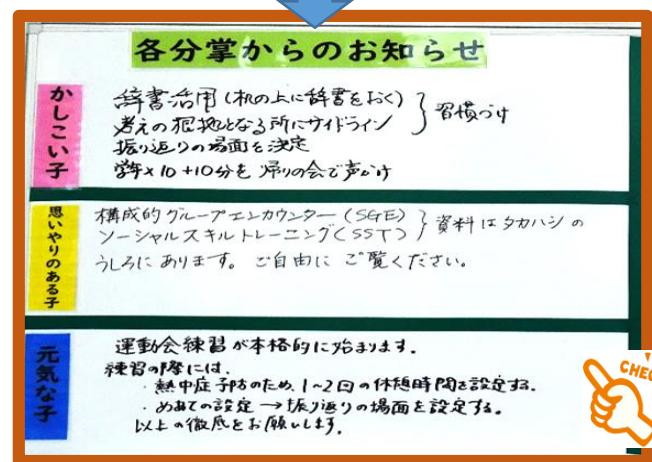 各分掌からのお知らせ
かしこい子
辞書活用(机の上に辞書をおく)
考えの根拠となる所にサイドライン
習慣づけ
振り返りの場面を決定
学年×10+10分を帰りの会で声かけ
思いやりのある子
構成的グループエンカウンター(SGE)
ソーシャルスキルトレーニング(SST)
資料はタカハシの
うしろにあります。ご自由にご覧ください。
元気な子
運動会練習が本格的に始まります。
練習の際には、
・熱中症予防のため、1~2回の休憩時間を設定する。
・めあての設定→振り返りの場面を設定する。
以上の徹底をお願いします。
CHEC